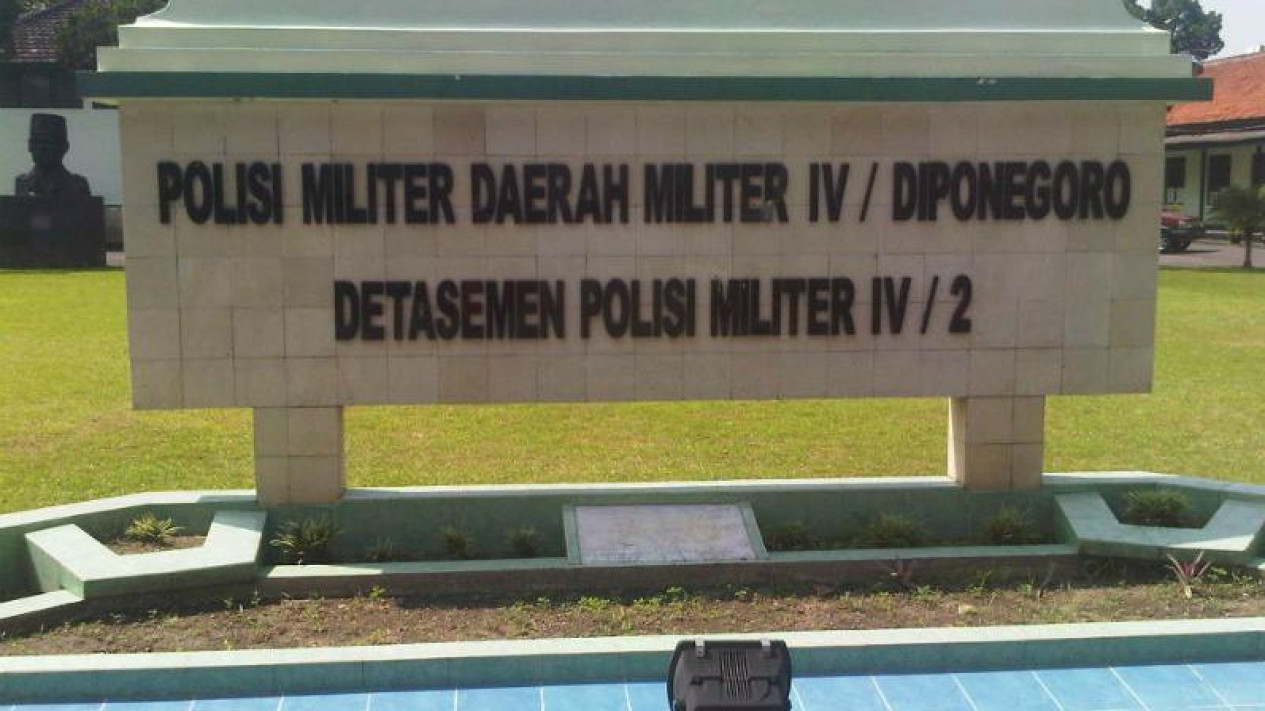 POLISI MILITER DAERAH MILITER IV / DIPONEGORO
DETASEMEN POLISI MILITER IV / 2